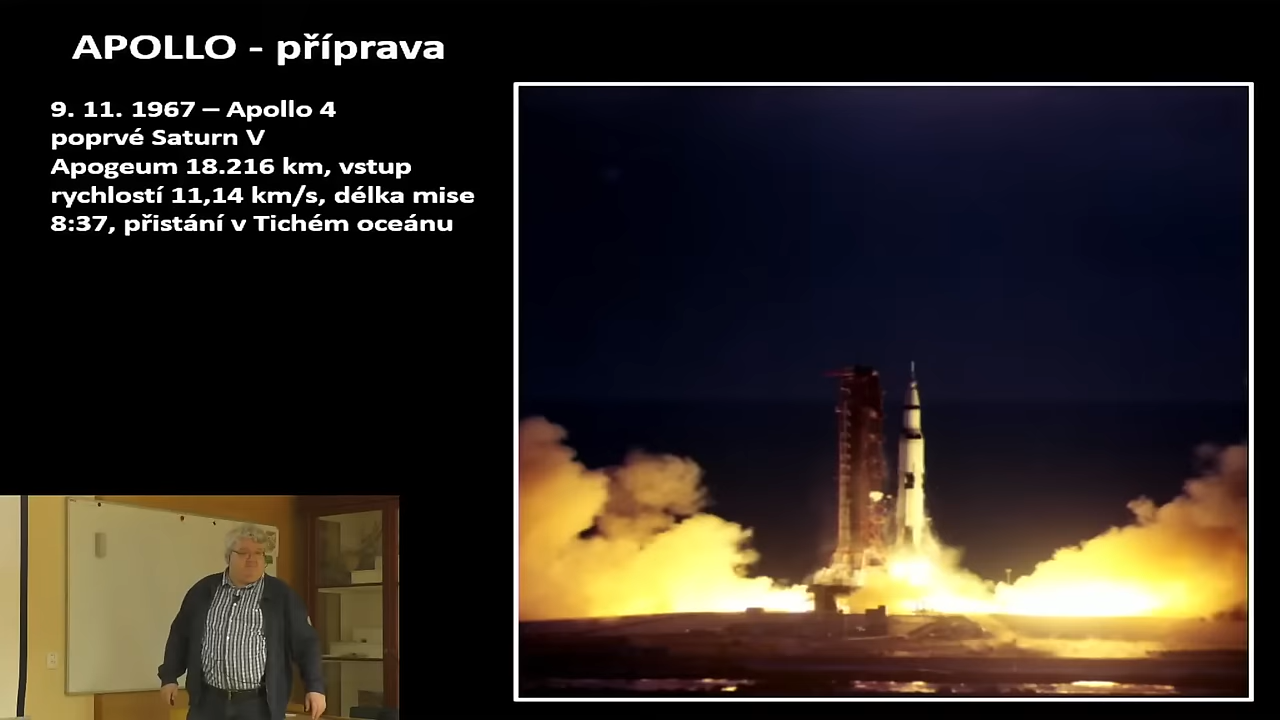 APOLLO - příprava
9. 11. 1967 – Apollo 4
poprvé Saturn V
Apogeum 18.216 km, vstup
rychlostí 11,14 km/s, délka mise
8:37, přistání v Tichém oceánu